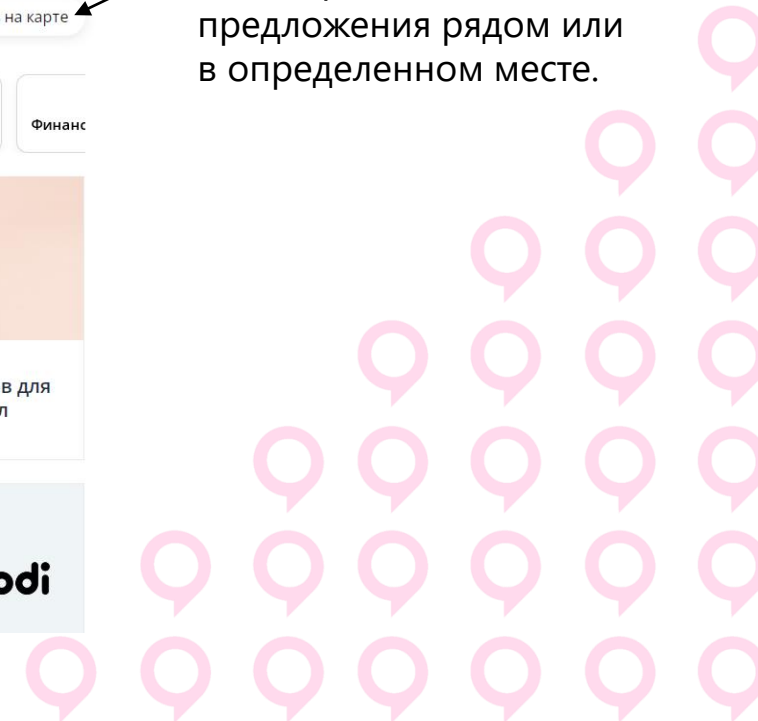 на карте
предложения рядом или
в определенном месте.
Финанс
в для
л
odi